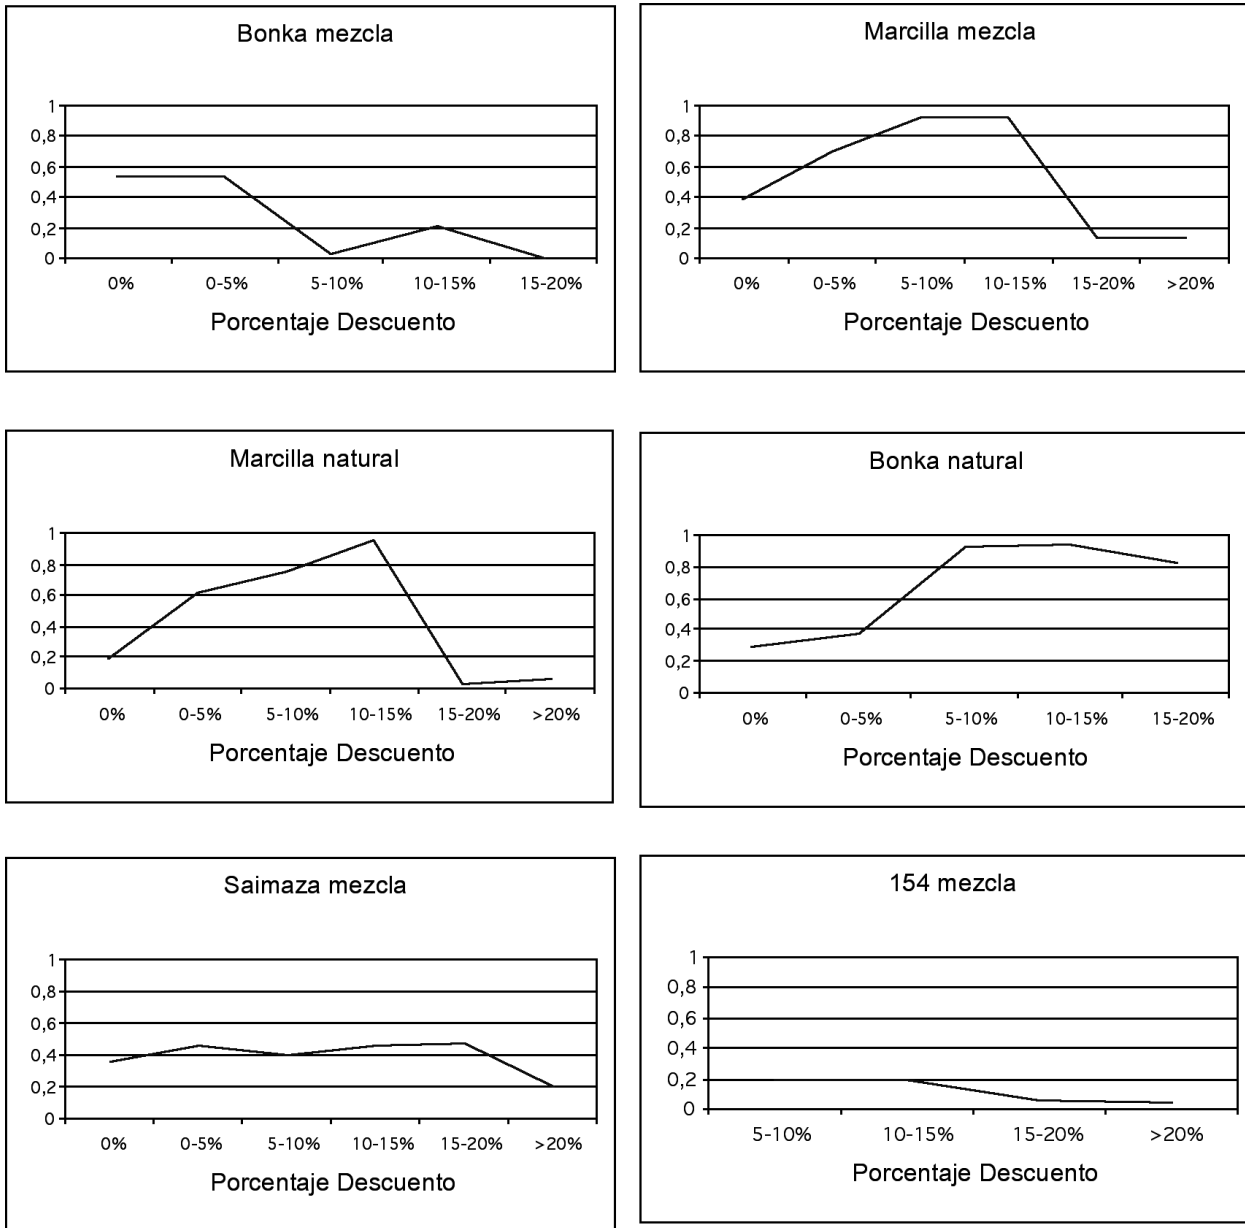 Bonka mezcla
1
0,8
0,6
0,4
0,2
0
0% 0-5% 5-10% 10-15% 15-20%
Porcentaje Descuento
Marcilla mezcla
1
0,8
0,6
0,4
0,2
0
0% 0-5% 5-10% 10-15% 15-20% >20%
Porcentaje Descuento
Marcilla natural
1
0,8
0,6
0,4
0,2
0
0% 0-5% 5-10% 10-15% 15-20% >20%
Porcentaje Descuento
Bonka natural
1
0,8
0,6
0,4
0,2
0
0% 0-5% 5-10% 10-15% 15-20%
Porcentaje Descuento
Saimaza mezcla
1
0,8
0,6
0,4
0,2
0
0% 0-5% 5-10% 10-15% 15-20% >20%
Porcentaje Descuento
154 mezcla
1
0,8
0,6
0,4
0,2
0
5-10% 10-15% 15-20% >20%
Porcentaje Descuento